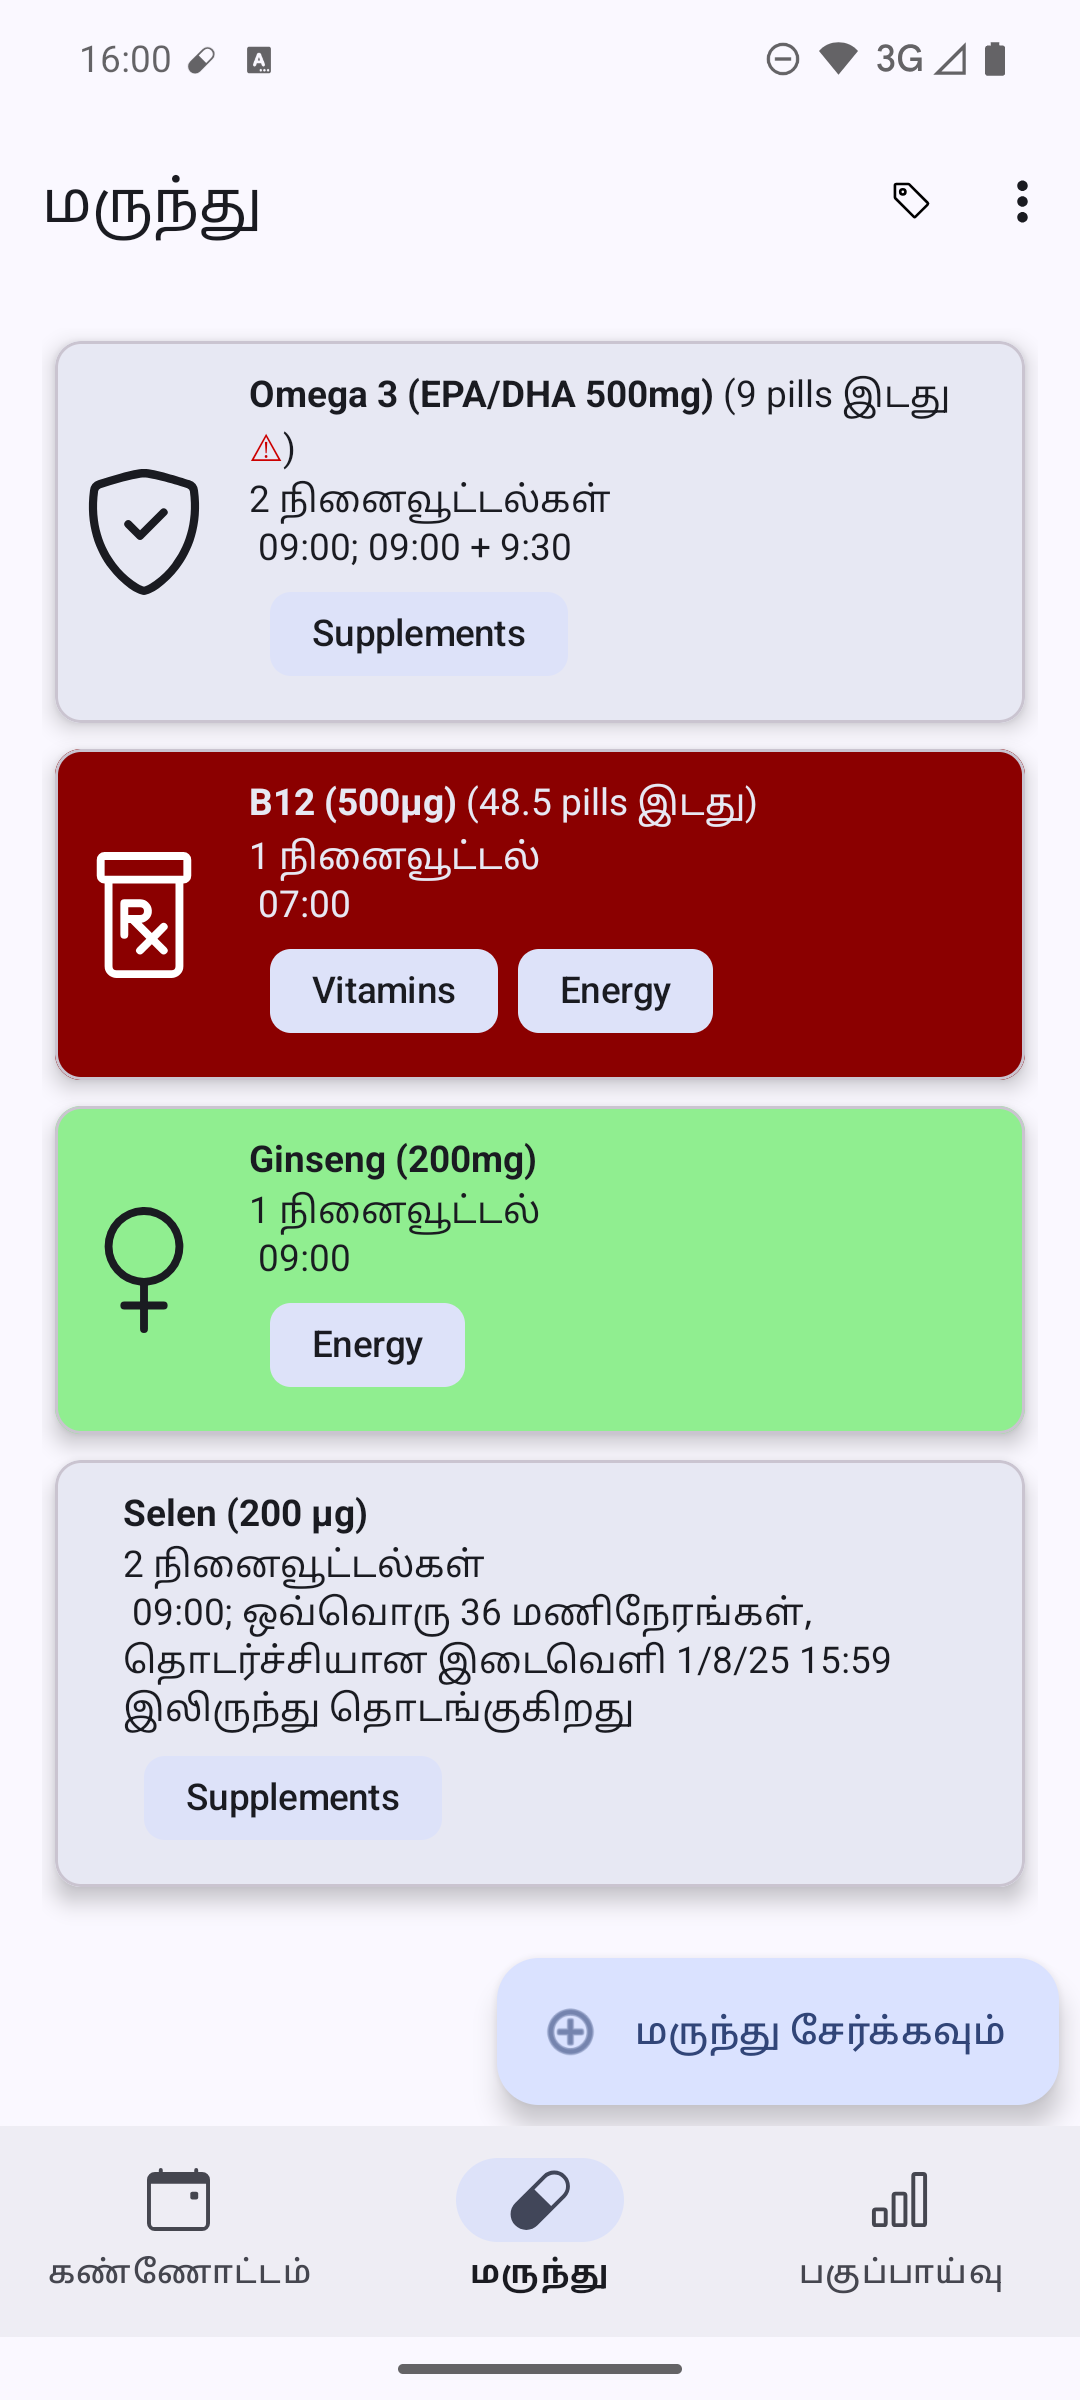 16:00
3G
மருந்து
Omega 3 (EPA/DHA 500mg) (9 pills இடது
⚠)
2 நினைவூட்டல்கள்
09:00; 09:00 + 9:30
Supplements
B12 (500µg) (48.5 pills இடது)
1 நினைவூட்டல்
07:00
Vitamins Energy
Ginseng (200mg)
1 நினைவூட்டல்
09:00
Energy
Selen (200 µg)
2 நினைவூட்டல்கள்
09:00; ஒவ்வொரு 36 மணிநேரங்கள்,
தொடர்ச்சியான இடைவெளி 1/8/25 15:59
இலிருந்து தொடங்குகிறது
Supplements
மருந்து சேர்க்கவும்
கண்ணோட்டம் மருந்து பகுப்பாய்வு